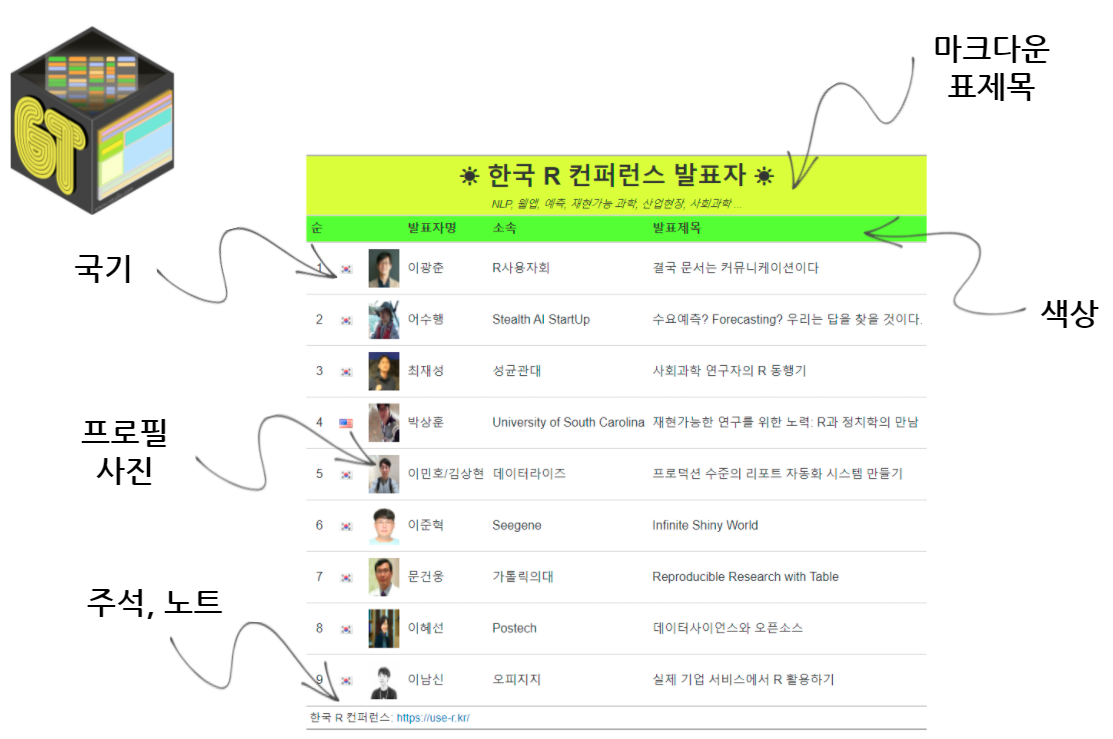 GT
마크다운
표제목
☀ 한국 R 컨퍼런스 발표자 ☀
NLP, 웰엡, 예측, 재현가능 과학, 산업현장, 사회과학 ...
순 발표자명 소속 발표제목
국기
1 이광춘 R사용자회 결국 문서는 커뮤니케이션이다
색상
2 어수행 Stealth AI StartUp 수요예측? Forecasting? 우리는 답을 찾을 것이다.
3 최재성 성균관대 사회과학 연구자의 R 동행기
4 박상훈 University of South Carolina 재현가능한 연구를 위한 노력: R과 정치학의 만남
프로필
사진
5 이민호/김상현 데이터라이즈 프로덕션 수준의 리포트 자동화 시스템 만들기
6 이준혁 Seegene Infinite Shiny World
7 문건웅 가톨릭의대 Reproducible Research with Table
주석, 노트
8 이혜선 Postech 데이터사이언스와 오픈소스
9 이남신 오피지지 실제 기업 서비스에서 R 활용하기
한국 R 컨퍼런스: https://use-r.kr/